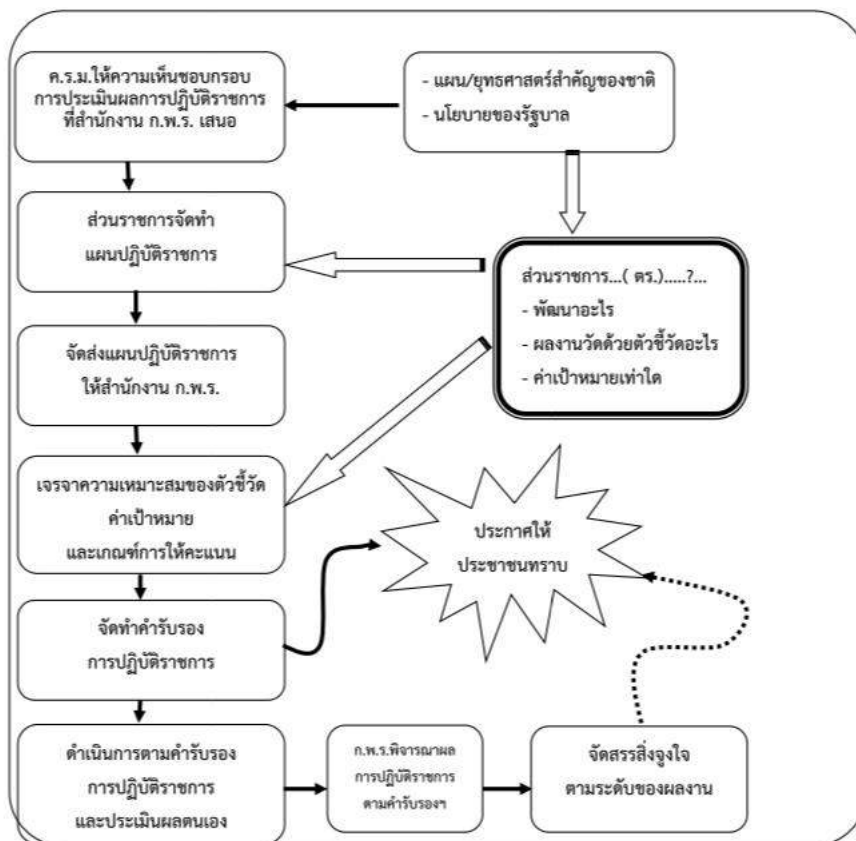 ค.ร.ม.ให้ความเห็นชอบกรอบ
การประเมินผลการปฏิบัติราชการ
ที่สำนักงาน ก.พ.ร. เสนอ
- แผน/ยุทธศาสตร์สำคัญของชาติ
- นโยบายของรัฐบาล
ส่วนราชการจัดทำ
แผนปฏิบัติราชการ
ส่วนราชการ...( ตร.).....?...
- พัฒนาอะไร
- ผลงานวัดด้วยตัวชี้วัดอะไร
- ค่าเป้าหมายเท่าใด
จัดส่งแผนปฏิบัติราชการ
ให้สำนักงาน ก.พ.ร.
เจรจาความเหมาะสมของตัวชี้วัด
ค่าเป้าหมาย
และเกณฑ์การให้คะแนน
ประกาศให้
ประชาชนทราบ
จัดทำคำรับรอง
การปฏิบัติราชการ
ดำเนินการตามคำรับรอง
การปฏิบัติราชการ
และประเมินผลตนเอง
ก.พ.ร.พิจารณาผล
การปฏิบัติราชการ
ตามคำรับรองฯ
จัดสรรสิ่งจูงใจ
ตามระดับของผลงาน